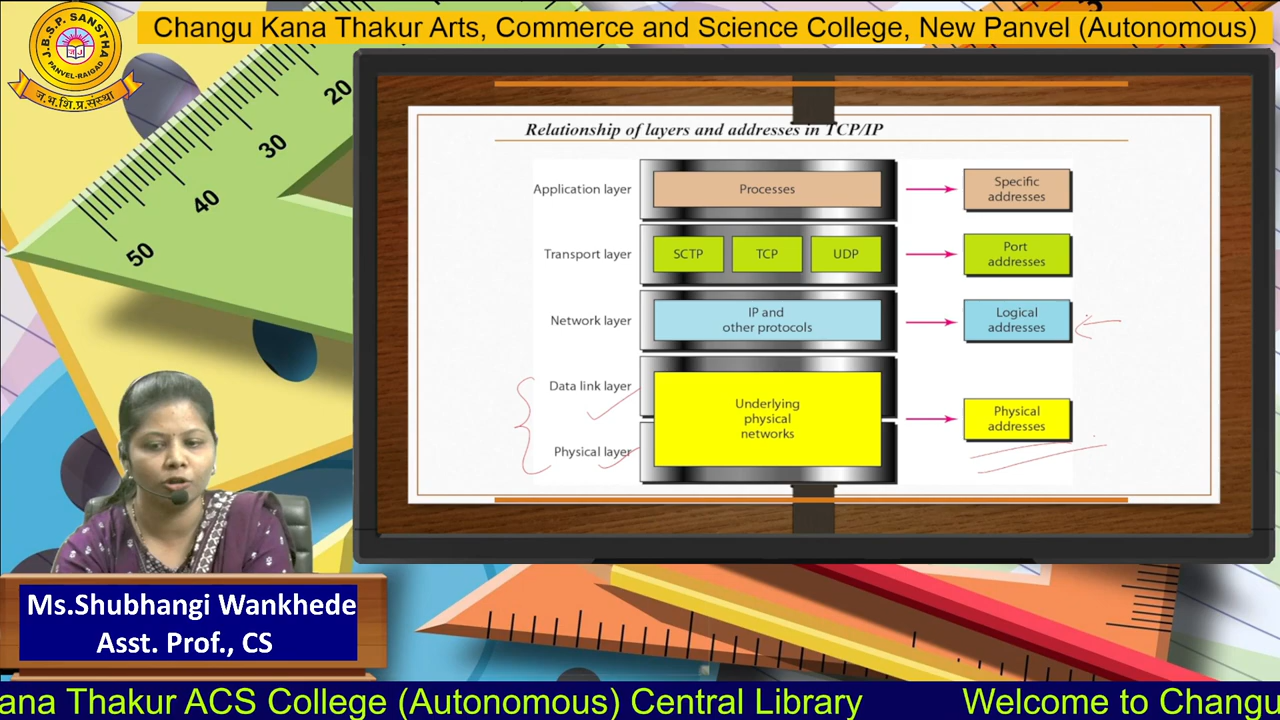 Changu Kana Thakur Arts, Commerce and Science College, New Panvel (Autonomous)
J.B.S.P. SANSTHA
PANVEL-RAIGAD
ज.भ.शि.प्र.संस्था
20
30
40
50
Relationship of layers and addresses in TCP/IP
Application layer
Processes
Specific
addresses
Transport layer
SCTP
TCP
UDP
Port
addresses
Network layer
IP and
other protocols
Logical
addresses
Data link layer
Underlying
physical
networks
Physical
addresses
Physical layer
Ms.Shubhangi Wankhede
Asst. Prof., CS
ana Thakur ACS College (Autonomous) Central Library
Welcome to Changu